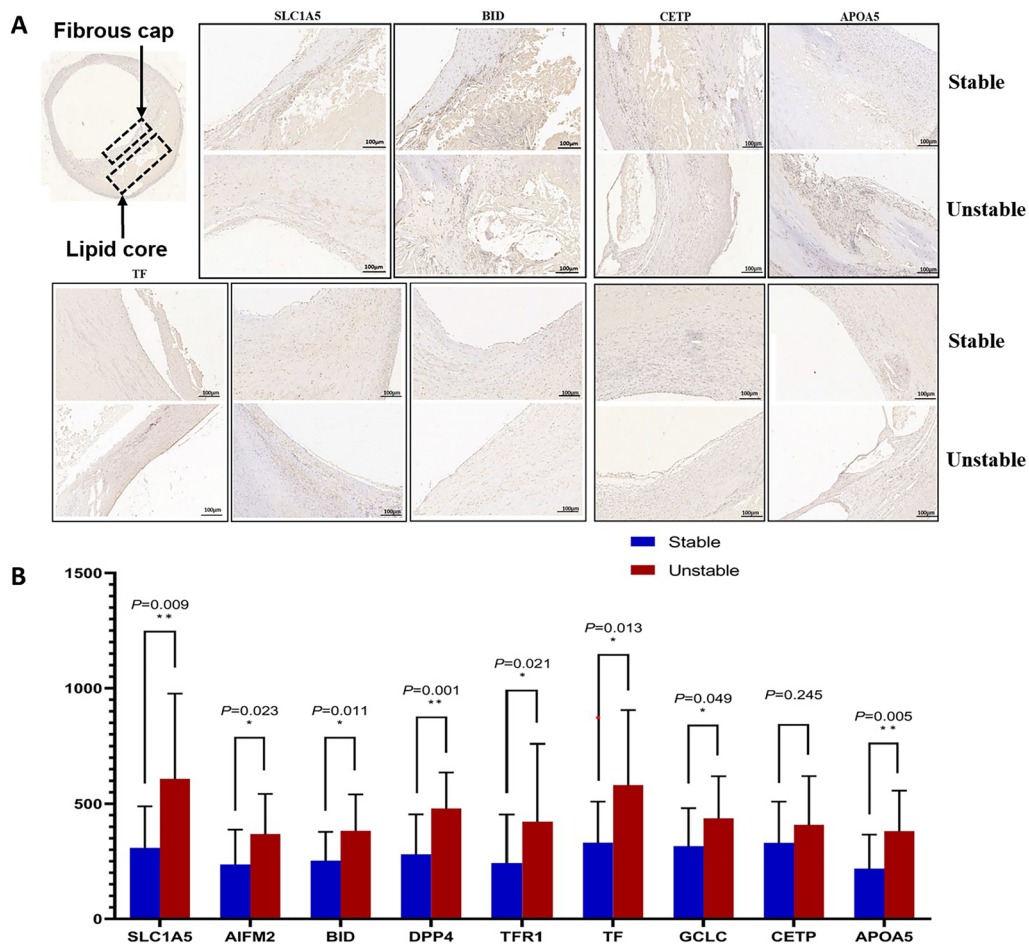 A
Fibrous cap
Lipid core
SLC1A5 BID CETP APOA5
100μm 100μm 100μm 100μm
Stable
100μm 100μm 100μm 100μm
Unstable
TF
100μm 100μm 100μm 100μm 100μm
Stable
100μm 100μm 100μm 100μm 100μm
Unstable
B
Stable
Unstable
1500
1000
500
0
P=0.009
**
P=0.023
*
P=0.011
*
P=0.001
**
P=0.021
*
P=0.013
*
P=0.049
*
P=0.245
P=0.005
**
SLC1A5 AIFM2 BID DPP4 TFR1 TF GCLC CETP APOA5